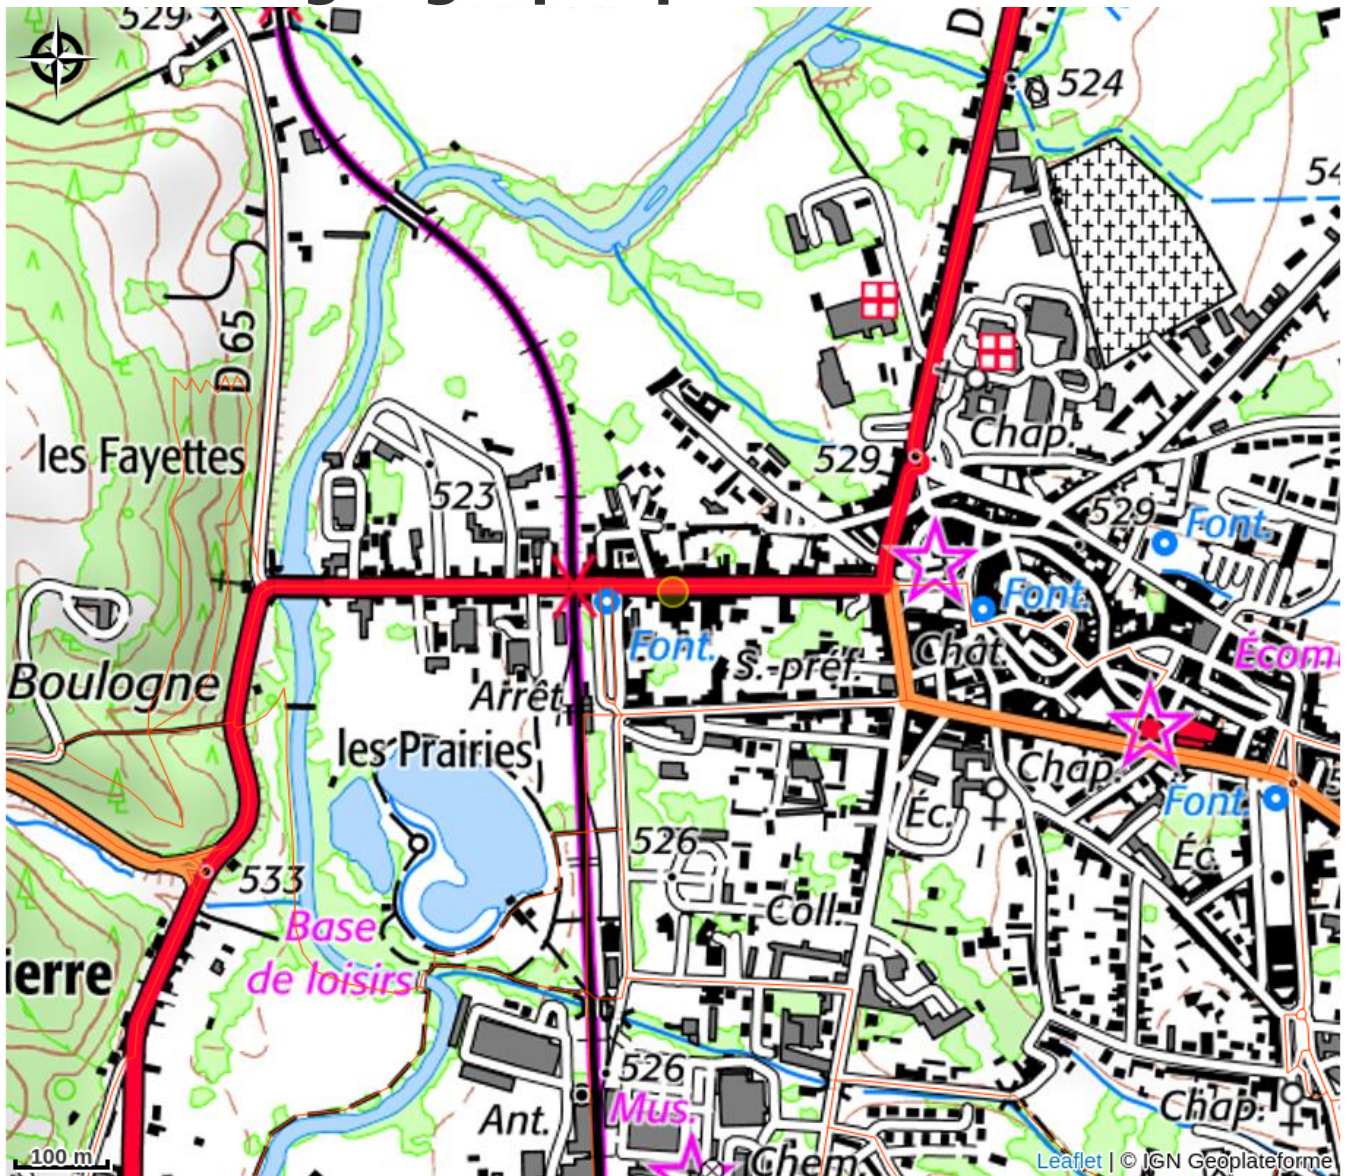 529
D
524
54
D 65
Chap.
les Fayettes
529
523
529
Font.
Font.
Font.
Chat.
Écom
S.-préf.
Boulogne
Arrêt
les Prairies
Chap.
Font.
Éc.
526
Éc.
533
Coll.
Base
de loisirs
ierre
526
Mus.
Ant.
Chap.
Chem.
100 m
Leaflet | © IGN Geoplateforme